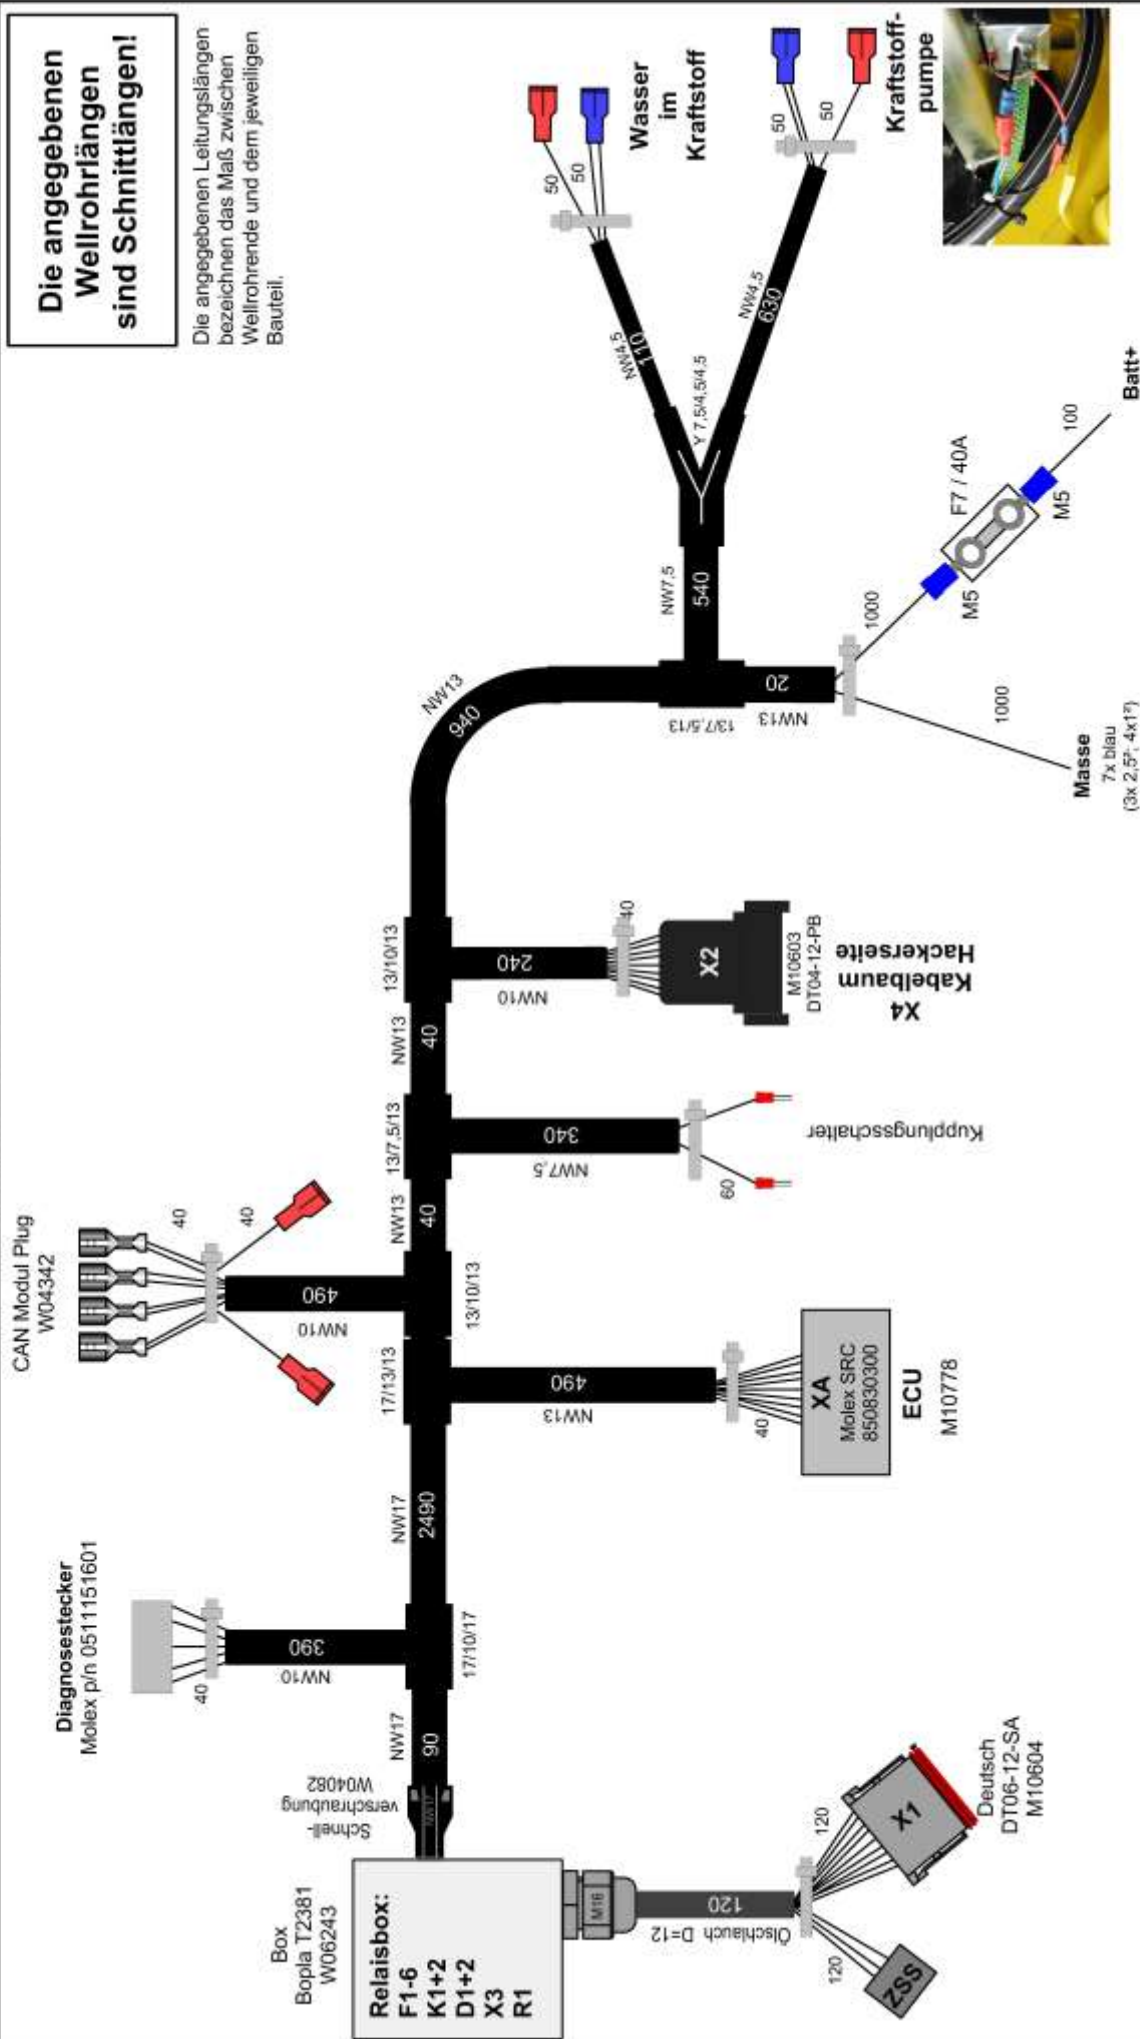 Die angegebenen
Wellrohrlängen
sind Schnittlängen!
Die angegebenen Leitungslängen
bezeichnen das Maß zwischen
Wellrohrende und dem jeweiligen
Bauteil.
Box
Bopla T2381
W06243
Relaisbox:
F1-6
K1+2
D1+2
X3
R1
Schnell-
verschraubung
W04082
NW17
NW17
90
M16
120
Ölschlauch D=12
120
120
ZSS
X1
Deutsch
DT06-12-SA
M10604
Diagnosestecker
Molex p/n 0511151601
40
390
NW10
17/10/17
NW17
2490
17/13/13
490
NW13
40
XA
Molex SRC
850830300
ECU
M10778
CAN Modul Plug
W04342
40
40
490
NW10
13/10/13
NW13
40
13/7,5/13
340
NW7,5
60
Kupplungsschalter
NW13
40
13/10/13
240
NW10
40
X2
M10603
DT04-12-PB
X4
Kabelbaum
Hackerseite
NW13
940
13/7,5/13
20
NW13
1000
1000
Masse
7x blau
(3x 2,5²; 4x1²)
M5
F7 / 40A
M5
100
Batt+
NW7,5
540
Y 7,5/4,5/4,5
NW4,5
110
50
50
Wasser
im
Kraftstoff
NW4,5
630
50
50
Kraftstoff-
pumpe